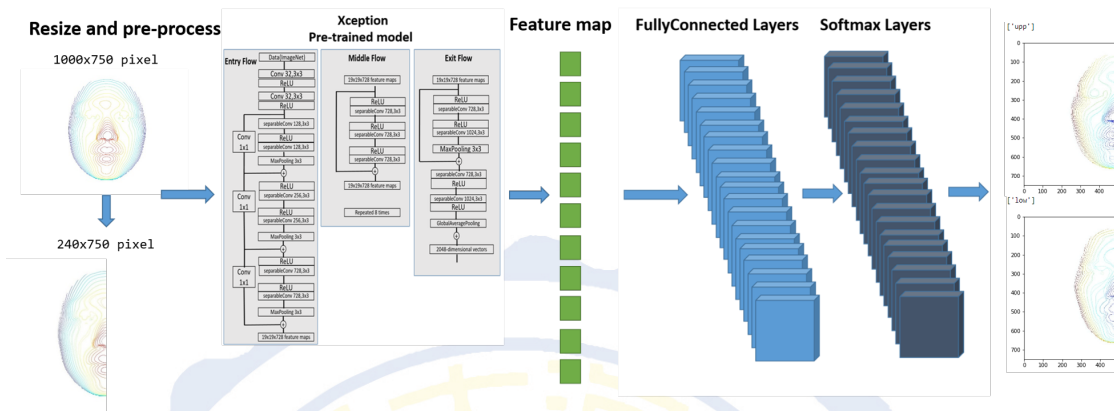 Resize and pre-process
1000x750 pixel
240x750 pixel
Xception
Pre-trained model
Entry Flow
Data(ImageNet)
Conv 32,3x3
ReLU
Conv 32,3x3
ReLU
separableConv 128,3x3
ReLU
separableConv 128,3x3
MaxPooling 3x3
Conv
1x1
+
ReLU
separableConv 256,3x3
ReLU
separableConv 256,3x3
MaxPooling 3x3
Conv
1x1
+
ReLU
separableConv 728,3x3
ReLU
separableConv 728,3x3
MaxPooling 3x3
Conv
1x1
+
19x19x728 feature maps
Middle Flow
19x19x728 feature maps
ReLU
separableConv 728,3x3
ReLU
separableConv 728,3x3
ReLU
separableConv 728,3x3
+
19x19x728 feature maps
Repeated 8 times
Exit Flow
19x19x728 feature maps
ReLU
separableConv 728,3x3
ReLU
separableConv 1024,3x3
MaxPooling 3x3
+
separableConv 728,3x3
ReLU
separableConv 1024,3x3
ReLU
GlobalAveragePooling
+
2048-dimensional vectors
Feature map
FullyConnected Layers
Softmax Layers
['upp']
0
100
200
300
400
500
600
700
0 100 200 300 400
['low']
0
100
200
300
400
500
600
700
0 100 200 300 400